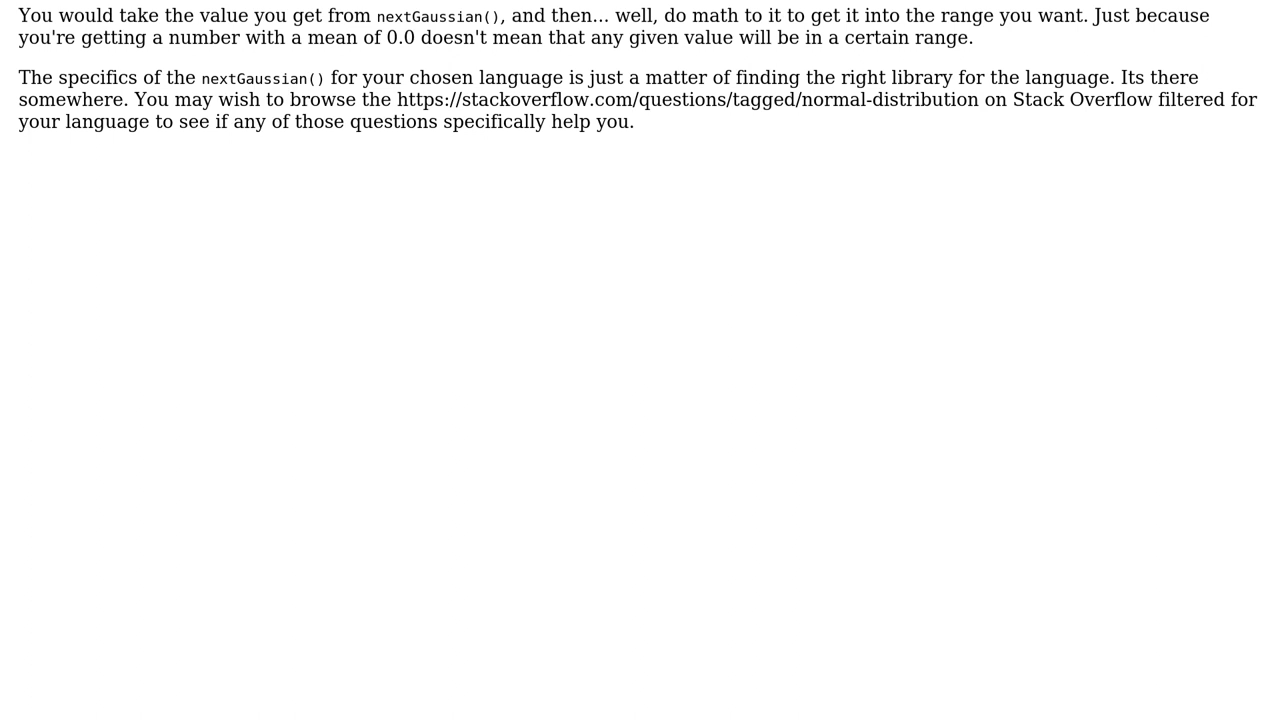 You would take the value you get from nextGaussian(), and then... well, do math to it to get it into the range you want. Just because
you're getting a number with a mean of 0.0 doesn't mean that any given value will be in a certain range.
The specifics of the nextGaussian() for your chosen language is just a matter of finding the right library for the language. Its there
somewhere. You may wish to browse the https://stackoverflow.com/questions/tagged/normal-distribution on Stack Overflow filtered for
your language to see if any of those questions specifically help you.